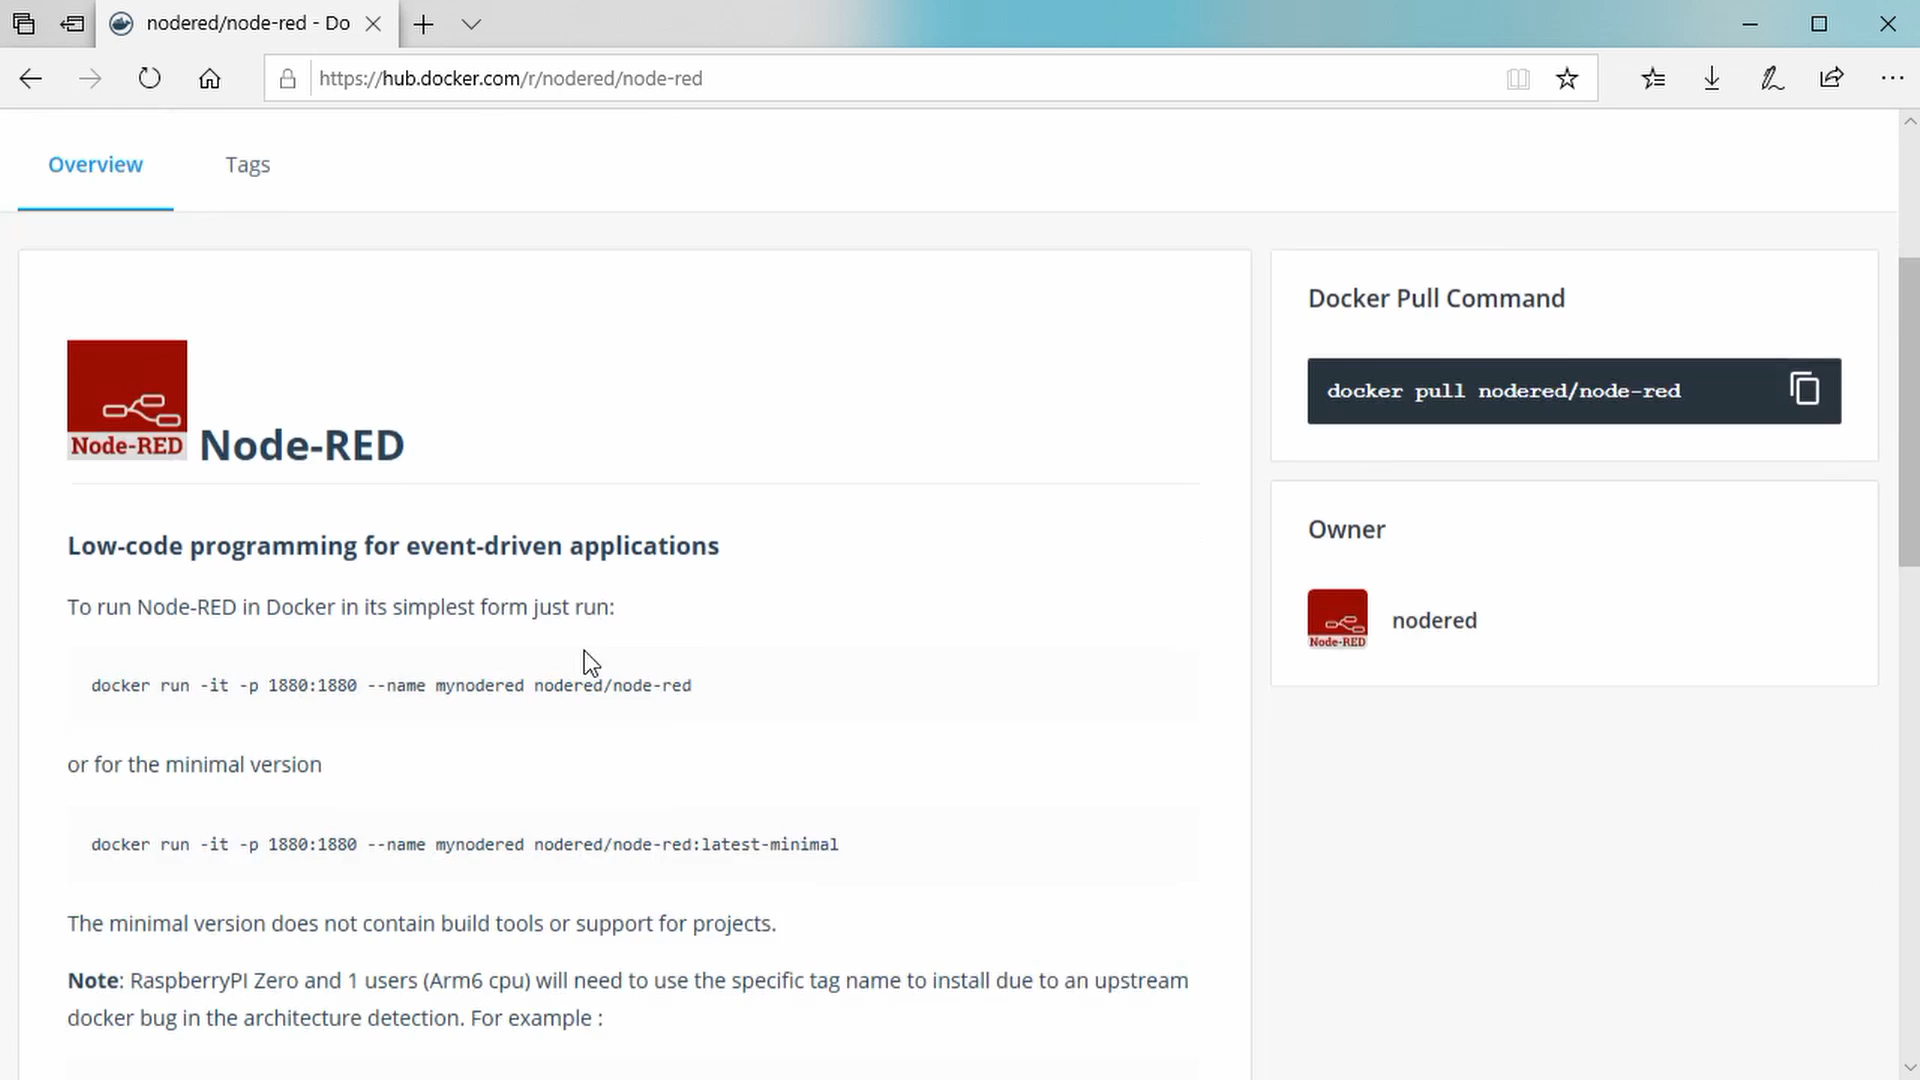 nodered/node-red - Do
https://hub.docker.com/r/nodered/node-red
Overview
Tags
Node-RED
Node-RED
Low-code programming for event-driven applications
To run Node-RED in Docker in its simplest form just run:
docker run -it -p 1880:1880 --name mynodered nodered/node-red
or for the minimal version
docker run -it -p 1880:1880 --name mynodered nodered/node-red:latest-minimal
The minimal version does not contain build tools or support for projects.
Note: RaspberryPI Zero and 1 users (Arm6 cpu) will need to use the specific tag name to install due to an upstream
docker bug in the architecture detection. For example :
Docker Pull Command
docker pull nodered/node-red
Owner
Node-RED
nodered